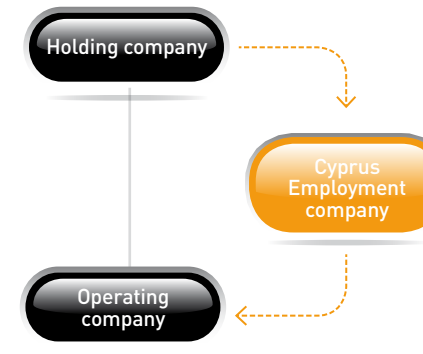 Holding company
Cyprus
Employment
company
Operating
company